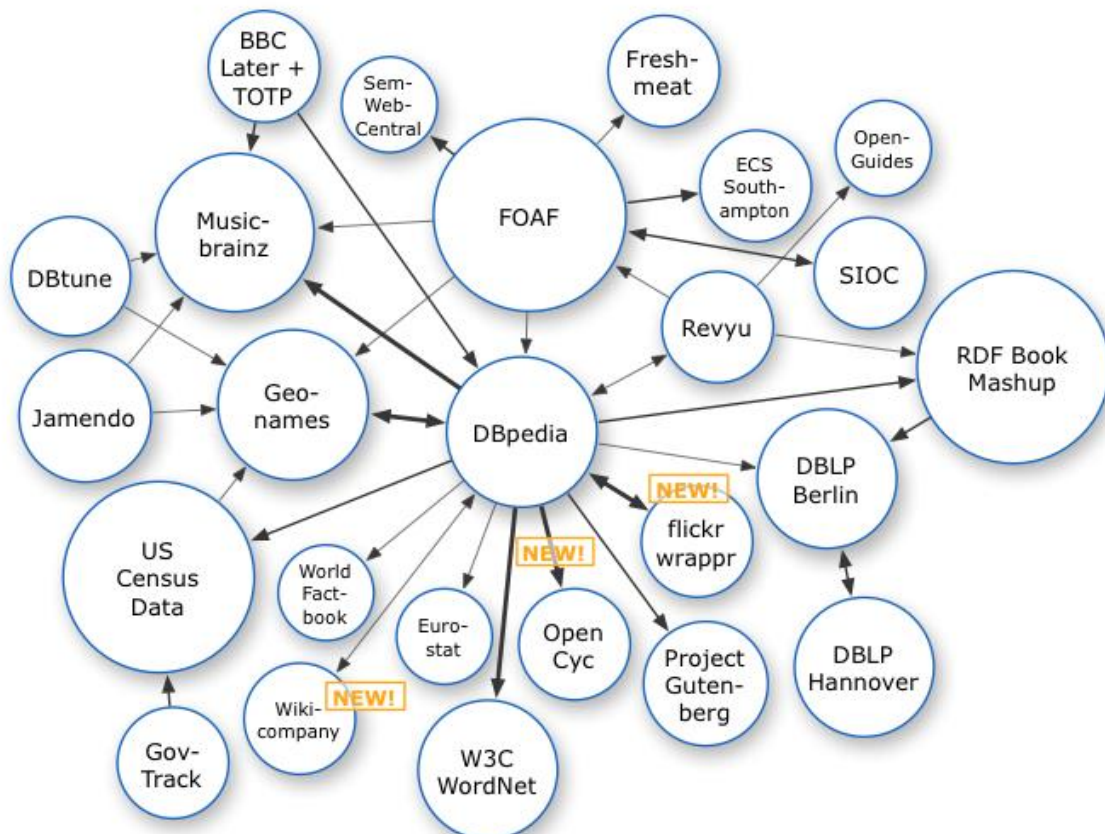 BBC
Later +
TOTP
Sem-
Web-
Central
Fresh-
meat
Open-
Guides
ECS
South-
ampton
FOAF
Music-
brainz
DBtune
SIOC
Revyu
RDF Book
Mashup
Geo-
names
Jamendo
DBpedia
DBLP
Berlin
NEW!
flickr
wrappr
NEW!
US
Census
Data
World
Fact-
book
Euro-
stat
Open
Cyc
Project
Guten-
berg
DBLP
Hannover
NEW!
Wiki-
company
Gov-
Track
W3C
WordNet